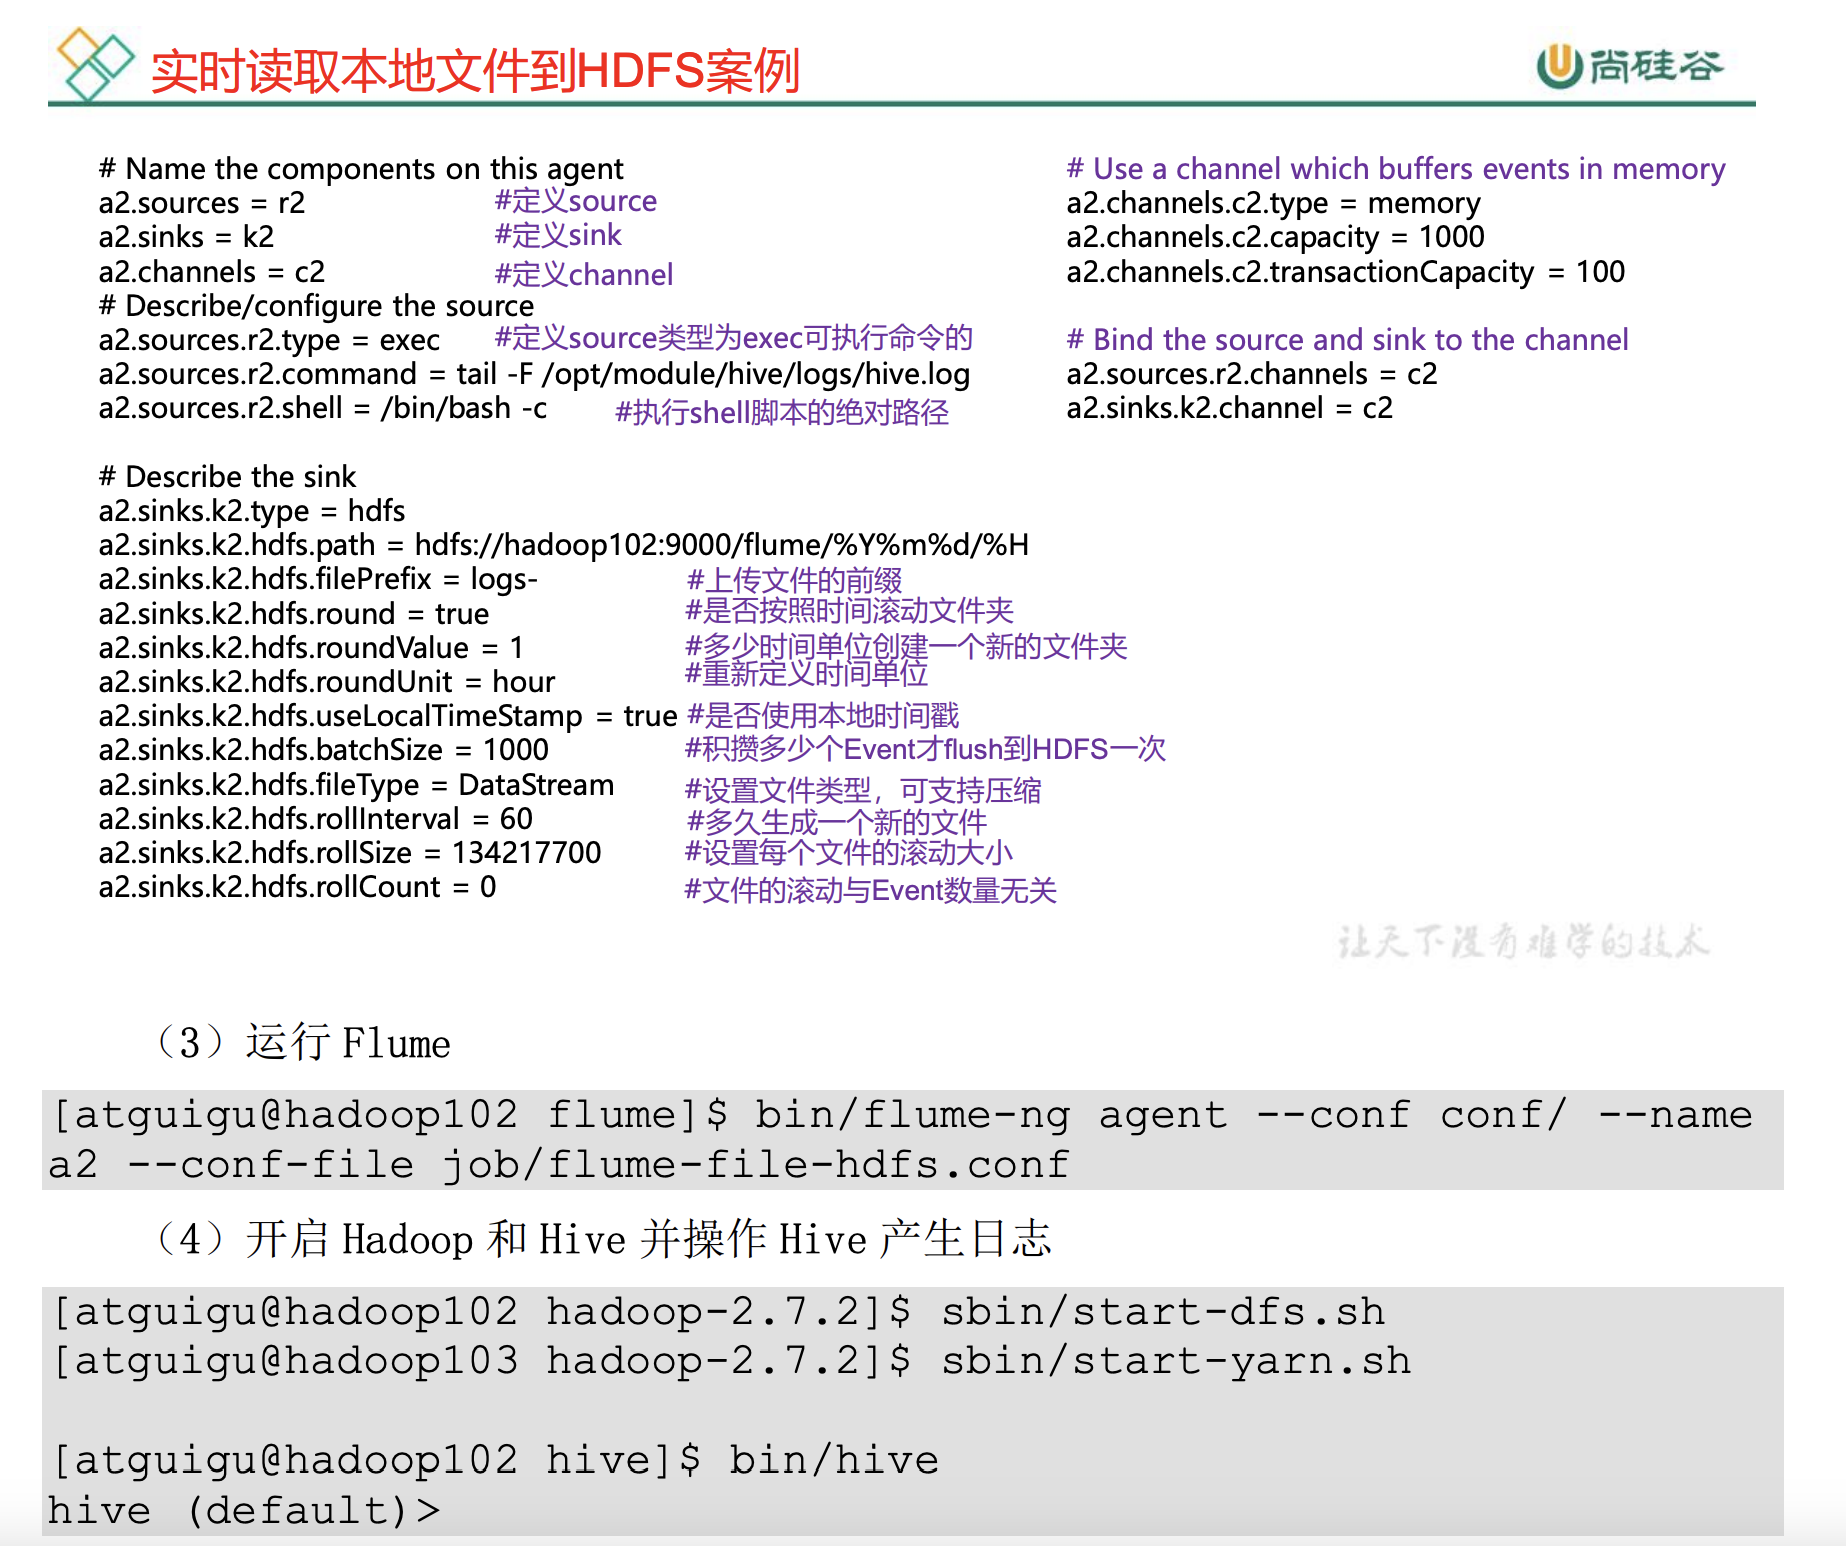 实时读取本地文件到HDFS案例
尚硅谷
# Name the components on this agent
a2.sources = r2 #定义source
a2.sinks = k2 #定义sink
a2.channels = c2 #定义channel
# Describe/configure the source
a2.sources.r2.type = exec #定义source类型为exec可执行命令的
a2.sources.r2.command = tail -F /opt/module/hive/logs/hive.log
a2.sources.r2.shell = /bin/bash -c #执行shell脚本的绝对路径
# Describe the sink
a2.sinks.k2.type = hdfs
a2.sinks.k2.hdfs.path = hdfs://hadoop102:9000/flume/%Y%m%d/%H
a2.sinks.k2.hdfs.filePrefix = logs- #上传文件的前缀
a2.sinks.k2.hdfs.round = true #是否按照时间滚动文件夹
a2.sinks.k2.hdfs.roundValue = 1 #多少时间单位创建一个新的文件夹
a2.sinks.k2.hdfs.roundUnit = hour #重新定义时间单位
a2.sinks.k2.hdfs.useLocalTimeStamp = true #是否使用本地时间戳
a2.sinks.k2.hdfs.batchSize = 1000 #积攒多少个Event才flush到HDFS一次
a2.sinks.k2.hdfs.fileType = DataStream #设置文件类型，可支持压缩
a2.sinks.k2.hdfs.rollInterval = 60 #多久生成一个新的文件
a2.sinks.k2.hdfs.rollSize = 134217700 #设置每个文件的滚动大小
a2.sinks.k2.hdfs.rollCount = 0 #文件的滚动与Event数量无关
# Use a channel which buffers events in memory
a2.channels.c2.type = memory
a2.channels.c2.capacity = 1000
a2.channels.c2.transactionCapacity = 100
# Bind the source and sink to the channel
a2.sources.r2.channels = c2
a2.sinks.k2.channel = c2
让天下没有难学的技术
（3）运行 Flume
[atguigu@hadoop102 flume]$ bin/flume-ng agent --conf conf/ --name
a2 --conf-file job/flume-file-hdfs.conf
（4）开启 Hadoop 和 Hive 并操作 Hive 产生日志
[atguigu@hadoop102 hadoop-2.7.2]$ sbin/start-dfs.sh
[atguigu@hadoop103 hadoop-2.7.2]$ sbin/start-yarn.sh
[atguigu@hadoop102 hive]$ bin/hive
hive (default)>